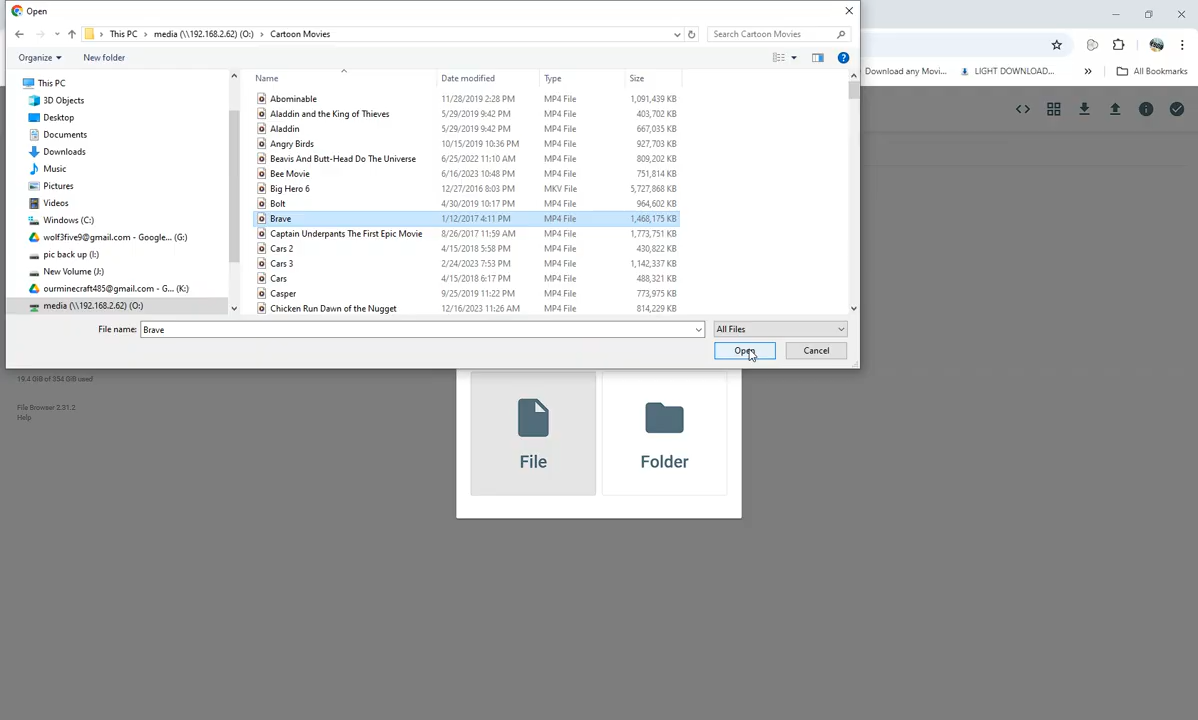 Open
This PC
media (\\192.168.2.62) (O:)
Cartoon Movies
Search Cartoon Movies
Organize
New folder
Name
Date modified
Type
Size
This PC
3D Objects
Desktop
Documents
Downloads
Music
Pictures
Videos
Windows (C:)
wolf3five9@gmail.com - Google... (G:)
pic back up (I:)
New Volume (J:)
ourminecraft485@gmail.com - G... (K:)
media (\\192.168.2.62) (O:)
Abominable 11/28/2019 2:28 PM MP4 File 1,091,439 KB
Aladdin and the King of Thieves 5/29/2019 9:42 PM MP4 File 403,702 KB
Aladdin 5/29/2019 9:42 PM MP4 File 667,035 KB
Angry Birds 10/15/2019 10:36 PM MP4 File 927,703 KB
Beavis And Butt-Head Do The Universe 6/25/2022 11:10 AM MP4 File 809,202 KB
Bee Movie 6/16/2023 10:48 PM MP4 File 751,814 KB
Big Hero 6 12/27/2016 8:03 PM MKV File 5,727,868 KB
Bolt 4/30/2019 10:17 PM MP4 File 964,602 KB
Brave 1/12/2017 4:11 PM MP4 File 1,468,175 KB
Captain Underpants The First Epic Movie 8/26/2017 11:59 AM MP4 File 1,773,751 KB
Cars 2 4/15/2018 5:58 PM MP4 File 430,822 KB
Cars 3 2/24/2023 7:53 PM MP4 File 1,142,337 KB
Cars 4/15/2018 6:17 PM MP4 File 488,321 KB
Casper 9/25/2019 11:22 PM MP4 File 773,975 KB
Chicken Run Dawn of the Nugget 12/16/2023 11:26 AM MP4 File 814,229 KB
File name: Brave
All Files
Open
Cancel
Download any Movi...
LIGHT DOWNLOAD...
All Bookmarks
19.4 GiB of 354 GiB used
File Browser 2.31.2
Help
File
Folder